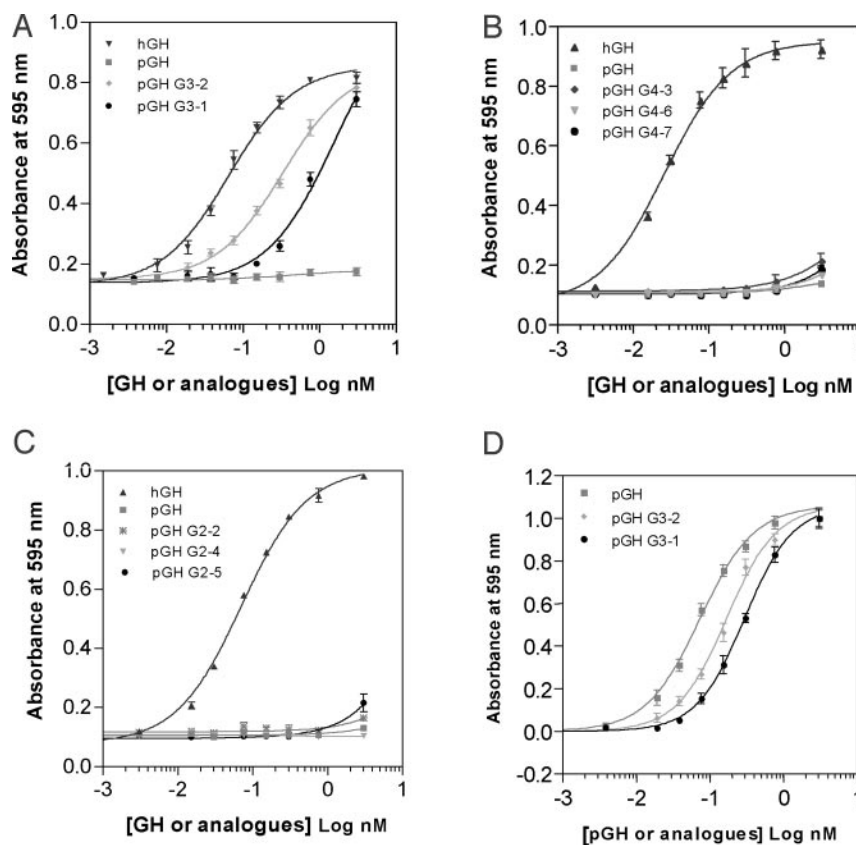 A
hGH
pGH
pGH G3-2
pGH G3-1
Absorbance at 595 nm
1.0
0.8
0.6
0.4
0.2
0.0
-3 -2 -1 0 1
[GH or analogues] Log nM
B
hGH
pGH
pGH G4-3
pGH G4-6
pGH G4-7
Absorbance at 595 nm
1.0
0.8
0.6
0.4
0.2
0.0
-3 -2 -1 0 1
[GH or analogues] Log nM
C
hGH
pGH
pGH G2-2
pGH G2-4
pGH G2-5
Absorbance at 595 nm
1.0
0.8
0.6
0.4
0.2
0.0
-3 -2 -1 0 1
[GH or analogues] Log nM
D
pGH
pGH G3-2
pGH G3-1
Absorbance at 595 nm
1.2
1.0
0.8
0.6
0.4
0.2
0.0
-0.2
-3 -2 -1 0 1
[pGH or analogues] Log nM